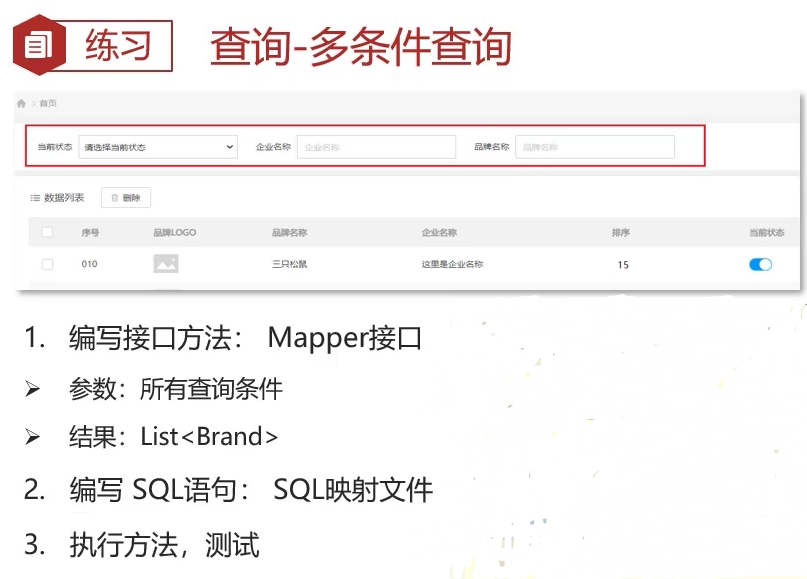 练习
查询-多条件查询
首页
当前状态 请选择当前状态 企业名称 企业名称 品牌名称 品牌名称
数据列表 删除
序号 品牌LOGO 品牌名称 企业名称 排序 当前状态
010 三只松鼠 这里是企业名称 15
1. 编写接口方法： Mapper接口
➢ 参数：所有查询条件
➢ 结果：List<Brand>
2. 编写 SQL语句： SQL映射文件
3. 执行方法，测试